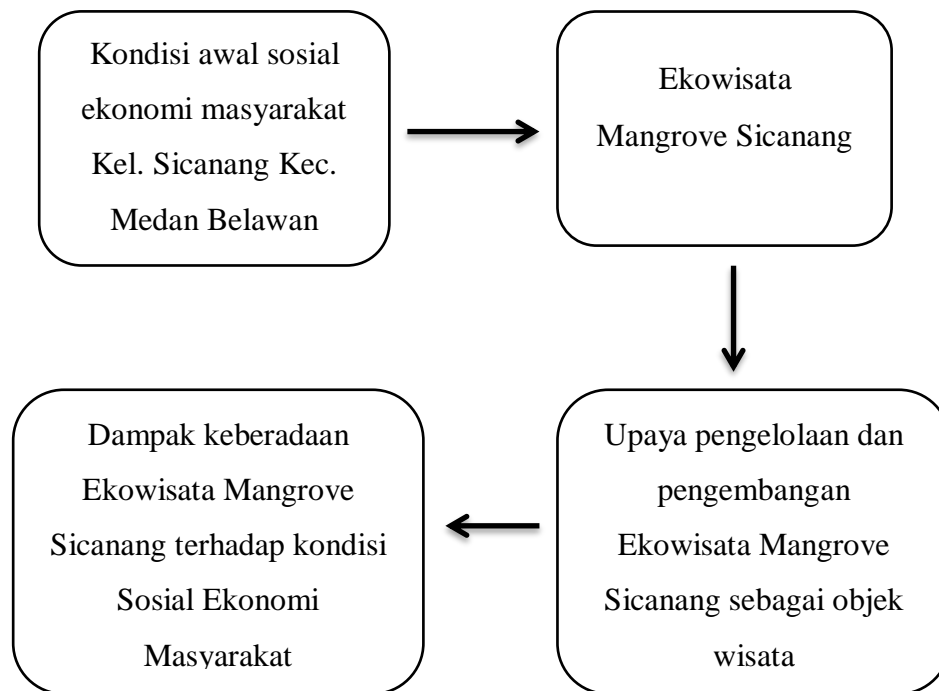 Kondisi awal sosial
ekonomi masyarakat
Kel. Sicanang Kec.
Medan Belawan
Ekowisata
Mangrove Sicanang
Upaya pengelolaan dan
pengembangan
Ekowisata Mangrove
Sicanang sebagai objek
wisata
Dampak keberadaan
Ekowisata Mangrove
Sicanang terhadap kondisi
Sosial Ekonomi
Masyarakat